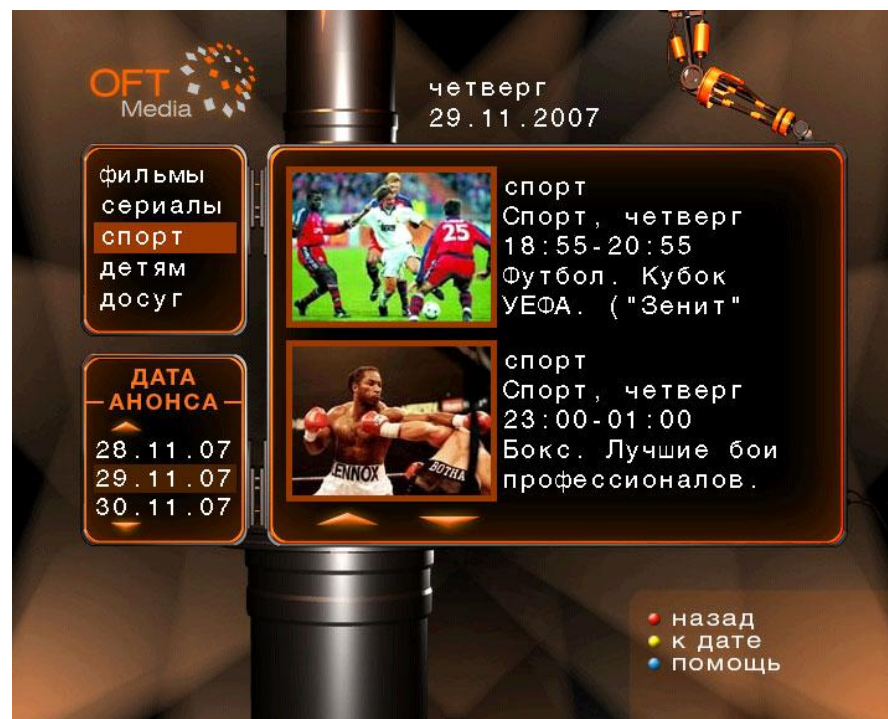 OFT
Media
четверг
29.11.2007
фильмы
сериалы
спорт
детям
досуг
ДАТА
АНОНСА
28.11.07
29.11.07
30.11.07
25
спорт
Спорт, четверг
18:55-20:55
Футбол. Кубок
УЕФА. ("Зенит"
ENNOX
BOTHA
спорт
Спорт, четверг
23:00-01:00
Бокс. Лучшие бои
профессионалов.
назад
к дате
помощь